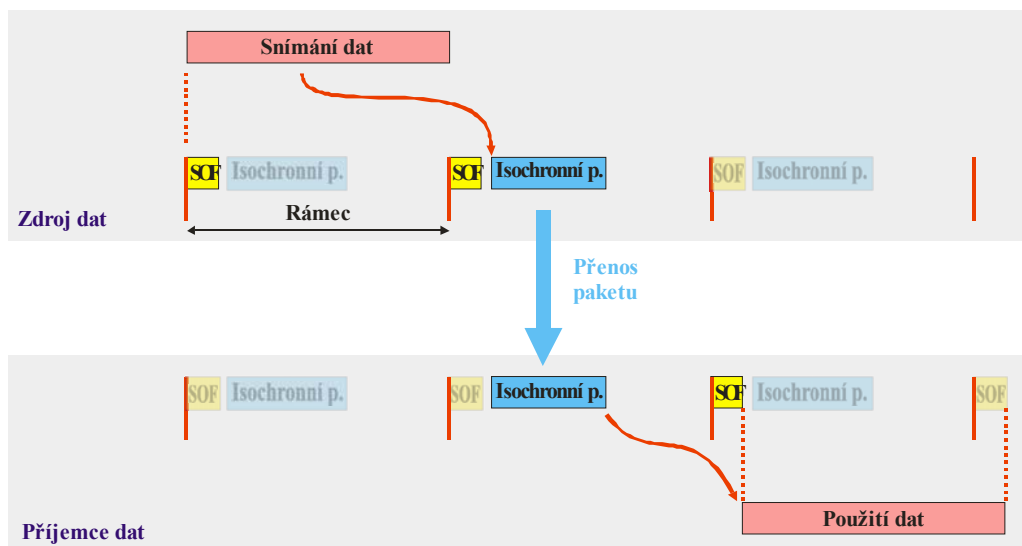 Snímání dat
SOF Isochronní p. SOF Isochronní p. SOF Isochronní p.
Rámec
Zdroj dat
Přenos
paketu
SOF Isochronní p. SOF Isochronní p. SOF Isochronní p. SOF
Použití dat
Příjemce dat